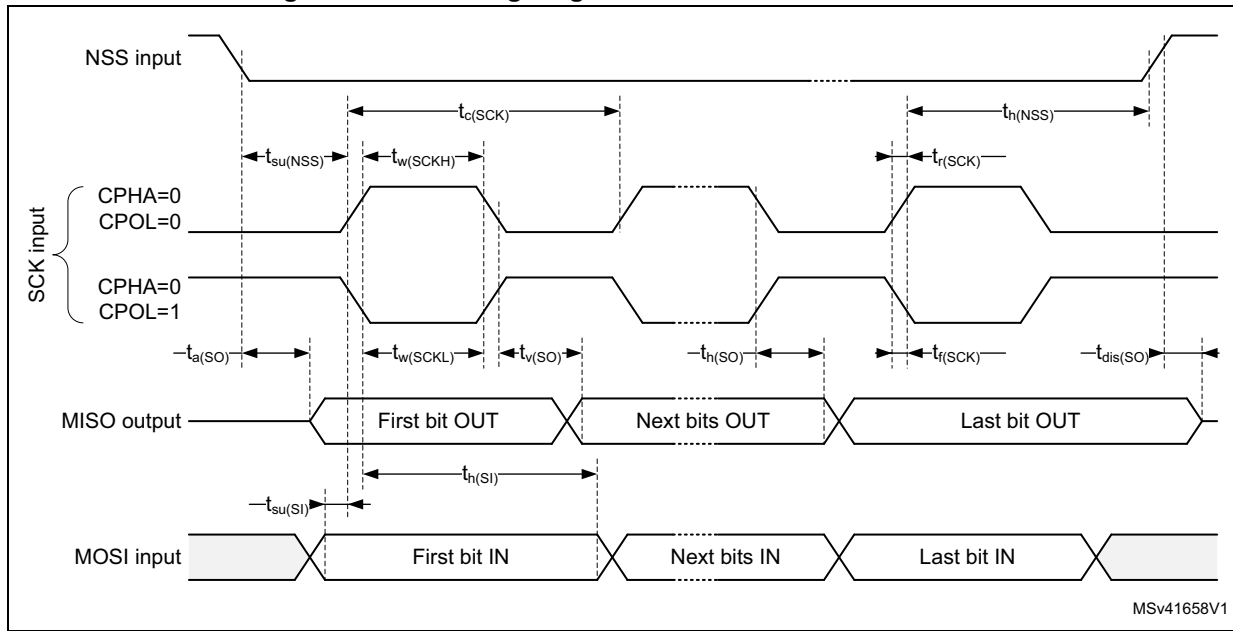 NSS input
tc(SCK)
th(NSS)
tsu(NSS)
tw(SCKH)
tr(SCK)
CPHA=0
CPOL=0
SCK input
CPHA=0
CPOL=1
ta(SO)
tw(SCKL)
tv(SO)
th(SO)
tf(SCK)
tdis(SO)
MISO output
First bit OUT
Next bits OUT
Last bit OUT
th(SI)
tsu(SI)
MOSI input
First bit IN
Next bits IN
Last bit IN
MSv41658V1